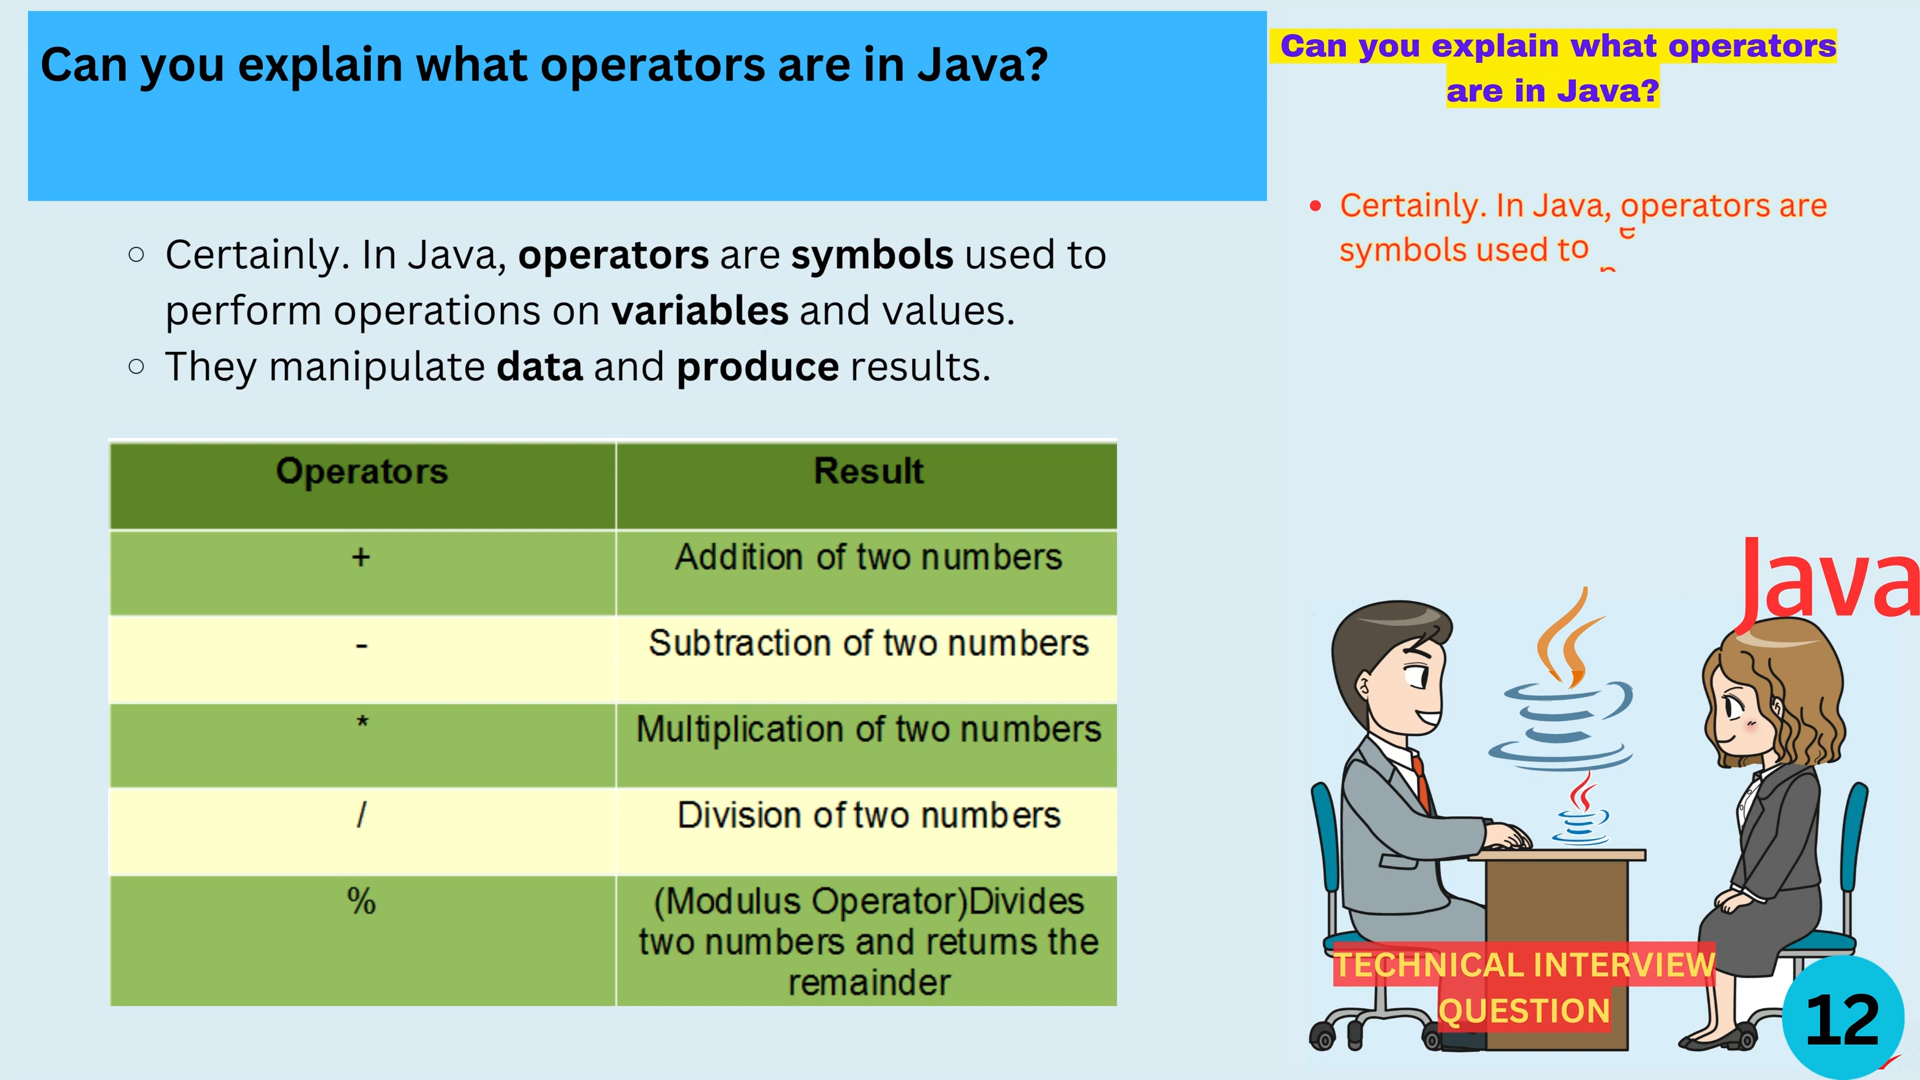 Can you explain what operators are in Java?
Certainly. In Java, operators are symbols used to
perform operations on variables and values.
They manipulate data and produce results.
Operators Result
+ Addition of two numbers
- Subtraction of two numbers
* Multiplication of two numbers
/ Division of two numbers
% (Modulus Operator)Divides
two numbers and returns the
remainder
Can you explain what operators
are in Java?
Certainly. In Java, operators are
symbols used to
Java
TECHNICAL INTERVIEW
QUESTION
12